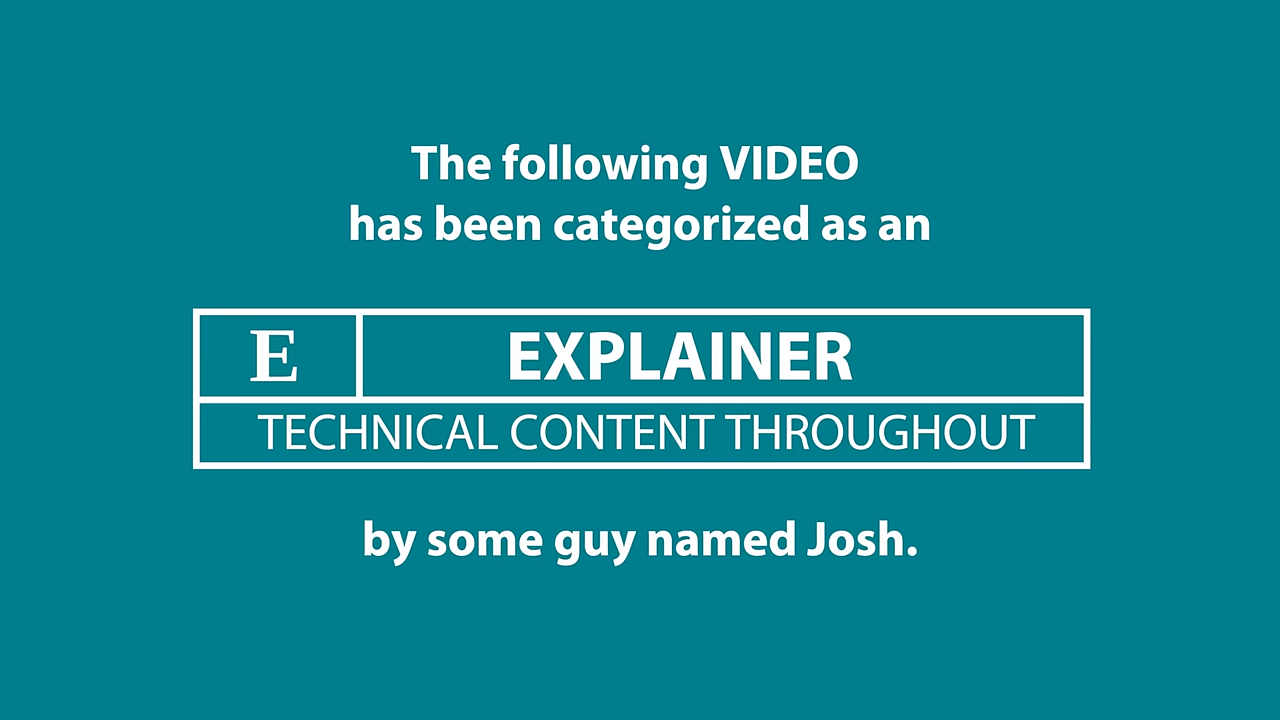 The following VIDEO
has been categorized as an
E EXPLAINER
TECHNICAL CONTENT THROUGHOUT
by some guy named Josh.